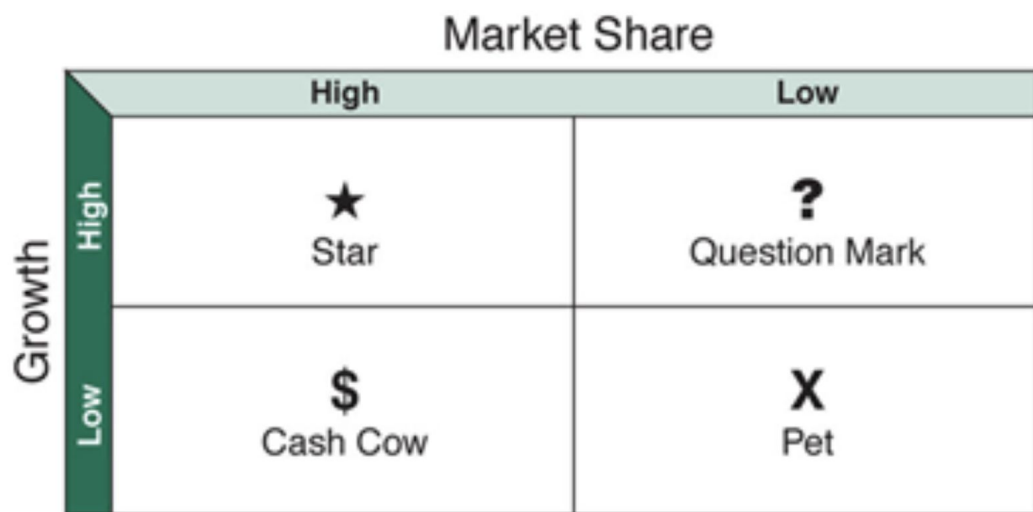 Market Share
High
Low
Growth
High
?
Star
Question Mark
Low
$
X
Cash Cow
Pet